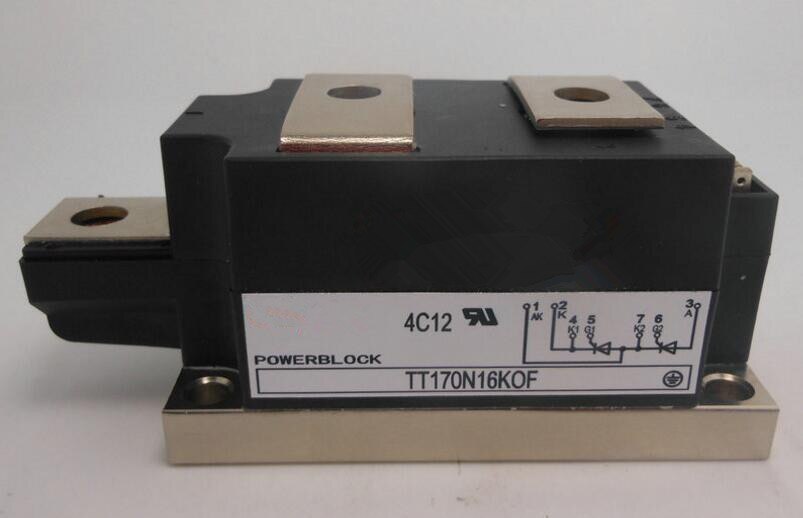 4C12
1 2 3
AK K A
4 5 7 6
K1 G1 K2 G2
POWERBLOCK
TT170N16KOF